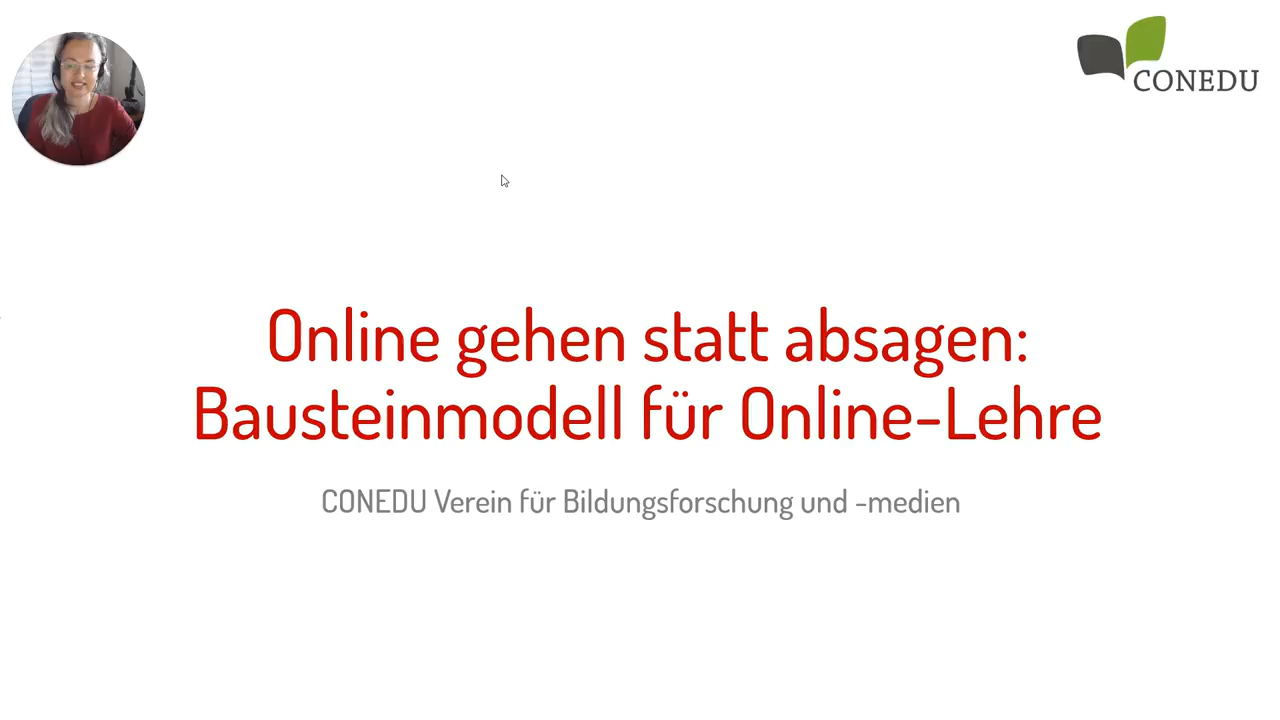 CONEDU
Online gehen statt absagen:
Bausteinmodell für Online-Lehre
CONEDU Verein für Bildungsforschung und -medien